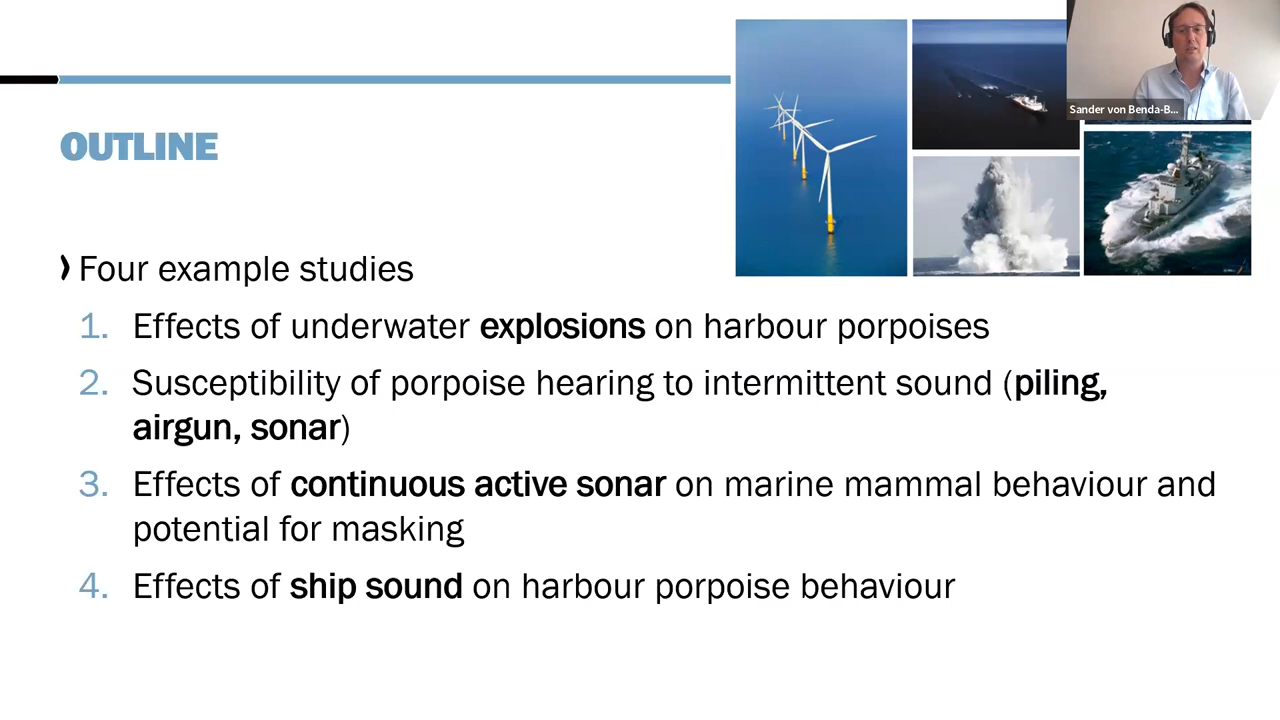 Sander von Benda-B...
OUTLINE
Four example studies
1. Effects of underwater explosions on harbour porpoises
2. Susceptibility of porpoise hearing to intermittent sound (piling,
airgun, sonar)
3. Effects of continuous active sonar on marine mammal behaviour and
potential for masking
4. Effects of ship sound on harbour porpoise behaviour